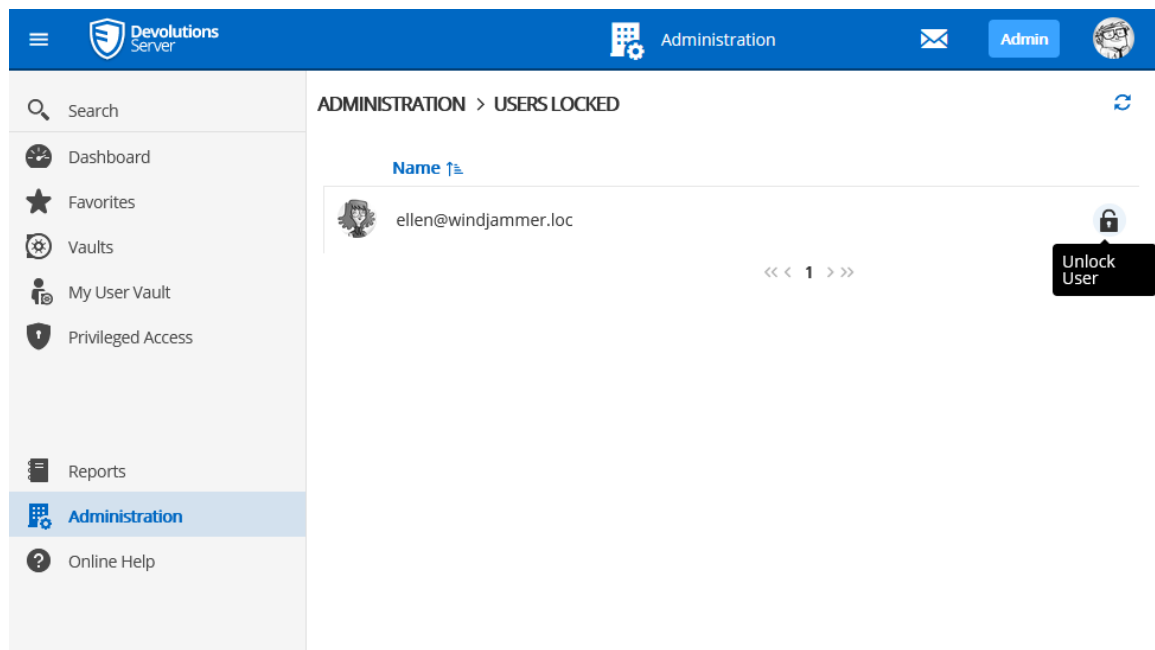 Devolutions
Server
Administration
Admin
Search
Dashboard
Favorites
Vaults
My User Vault
Privileged Access
Reports
Administration
Online Help
ADMINISTRATION > USERS LOCKED
Name
ellen@windjammer.loc
Unlock
User
<< < 1 > >>